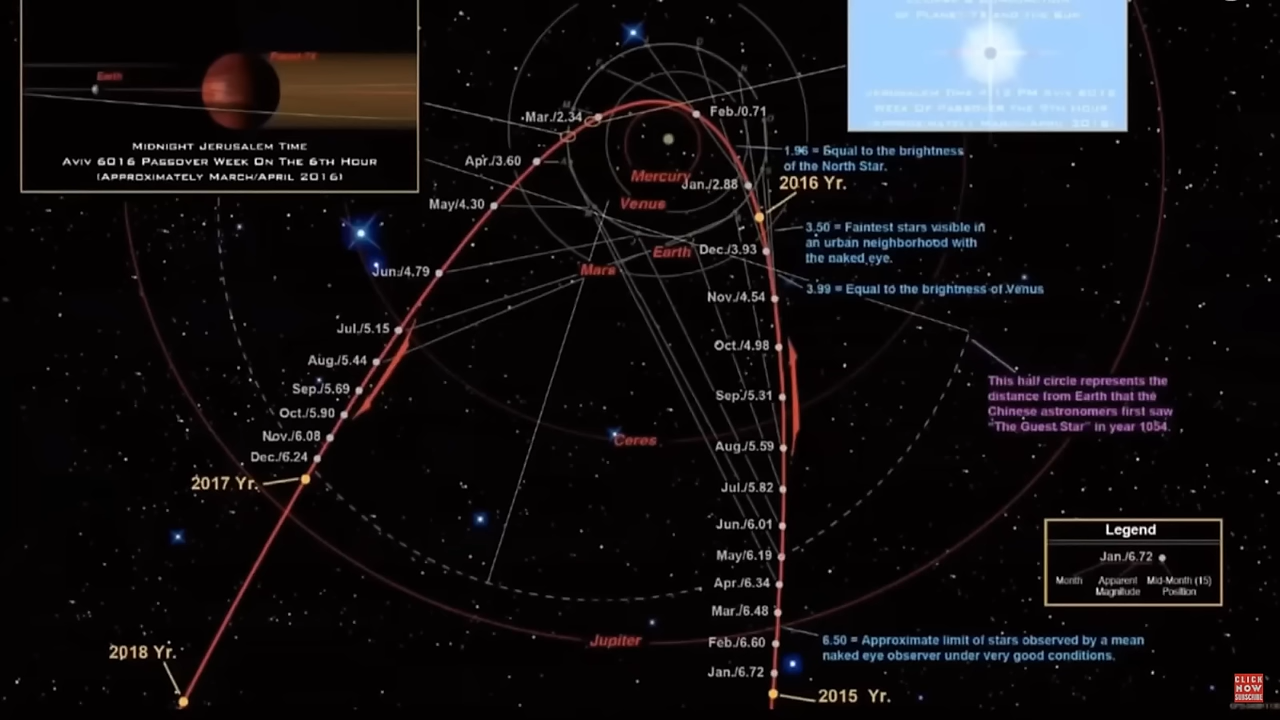 Earth
Planet 7X
MIDNIGHT JERUSALEM TIME
AVIV 6016 PASSOVER WEEK ON THE 6TH HOUR
(APPROXIMATELY MARCH/APRIL 2016)
OF PLANET 7X AND THE SUN
Mar./2.34
Feb./0.71
Apr./3.60
Mercury
Jan./2.88
1.96 = Equal to the brightness
of the North Star.
2016 Yr.
May/4.30
Venus
3.50 = Faintest stars visible in
an urban neighborhood with
the naked eye.
Earth
Dec./3.93
Jun./4.79
Mars
3.99 = Equal to the brightness of Venus
Nov./4.54
Jul./5.15
Oct./4.98
Aug./5.44
This half circle represents the
distance from Earth that the
Chinese astronomers first saw
"The Guest Star" in year 1054.
Sep./5.69
Sep./5.31
Oct./5.90
Nov./6.08
Ceres
Aug./5.59
Dec./6.24
2017 Yr.
Jul./5.82
Jun./6.01
May/6.19
Apr./6.34
Mar./6.48
Legend
Jan./6.72
Month
Apparent
Magnitude
Mid-Month (15)
Position
Jupiter
Feb./6.60
6.50 = Approximate limit of stars observed by a mean
naked eye observer under very good conditions.
2018 Yr.
Jan./6.72
2015 Yr.
CLICK
NOW
SUBSCRIBE